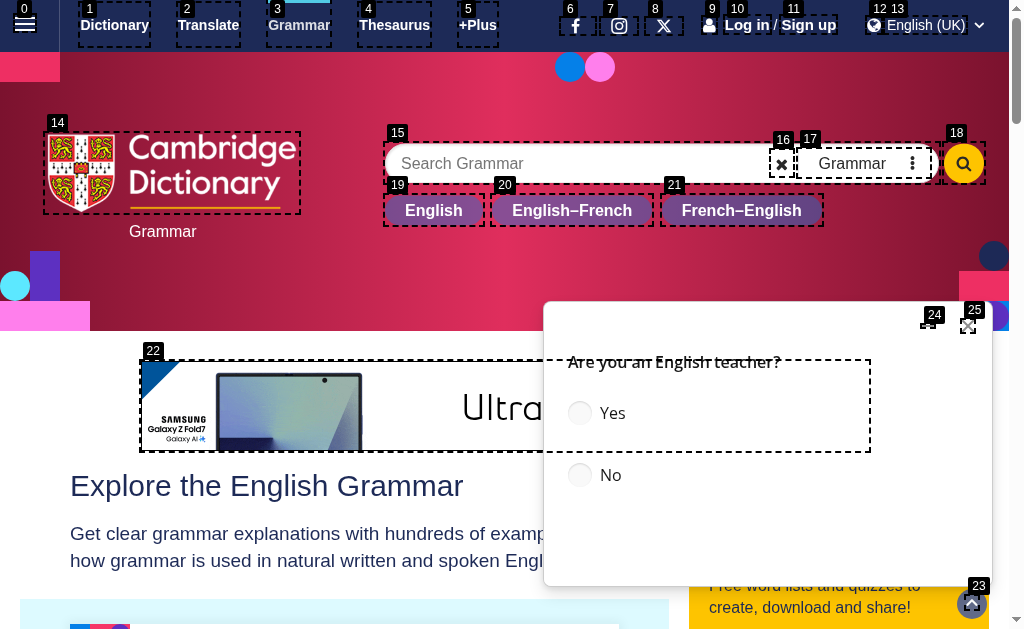 0 1 2 3 4 5 6 7 8 9 10 11 12 13
Dictionary Translate Grammar Thesaurus +Plus Log in / Sign up English (UK)
14 15 16 17 18
Cambridge
Dictionary
Grammar
Search Grammar Grammar
19 20 21
English English–French French–English
22
SAMSUNG
Galaxy Z Fold7
Galaxy AI
Ultra
24 25
Are you an English teacher?
Yes
No
Explore the English Grammar
Get clear grammar explanations with hundreds of examp
how grammar is used in natural written and spoken Engl
23
Free word lists and quizzes to
create, download and share!